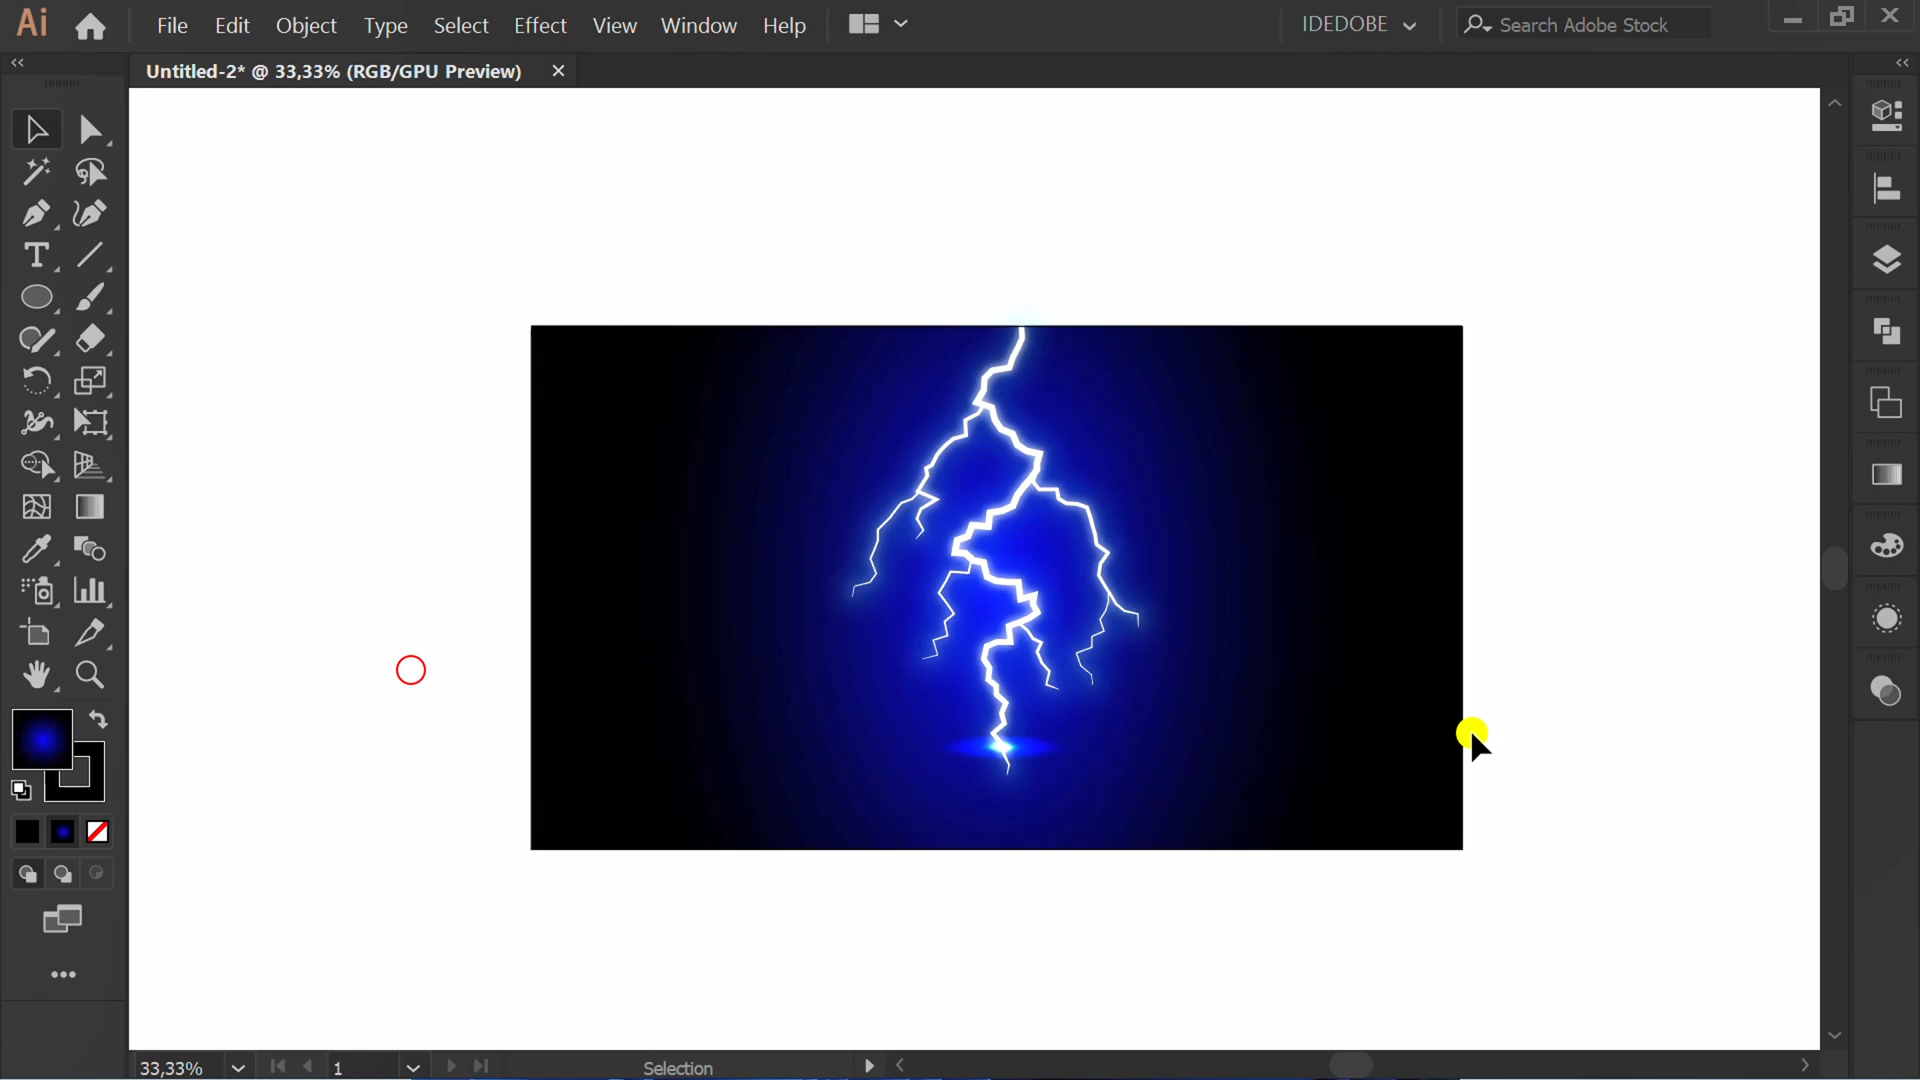 Ai File Edit Object Type Select Effect View Window Help IDEDOBE Search Adobe Stock
Untitled-2* @ 33,33% (RGB/GPU Preview)
33,33% 1 Selection